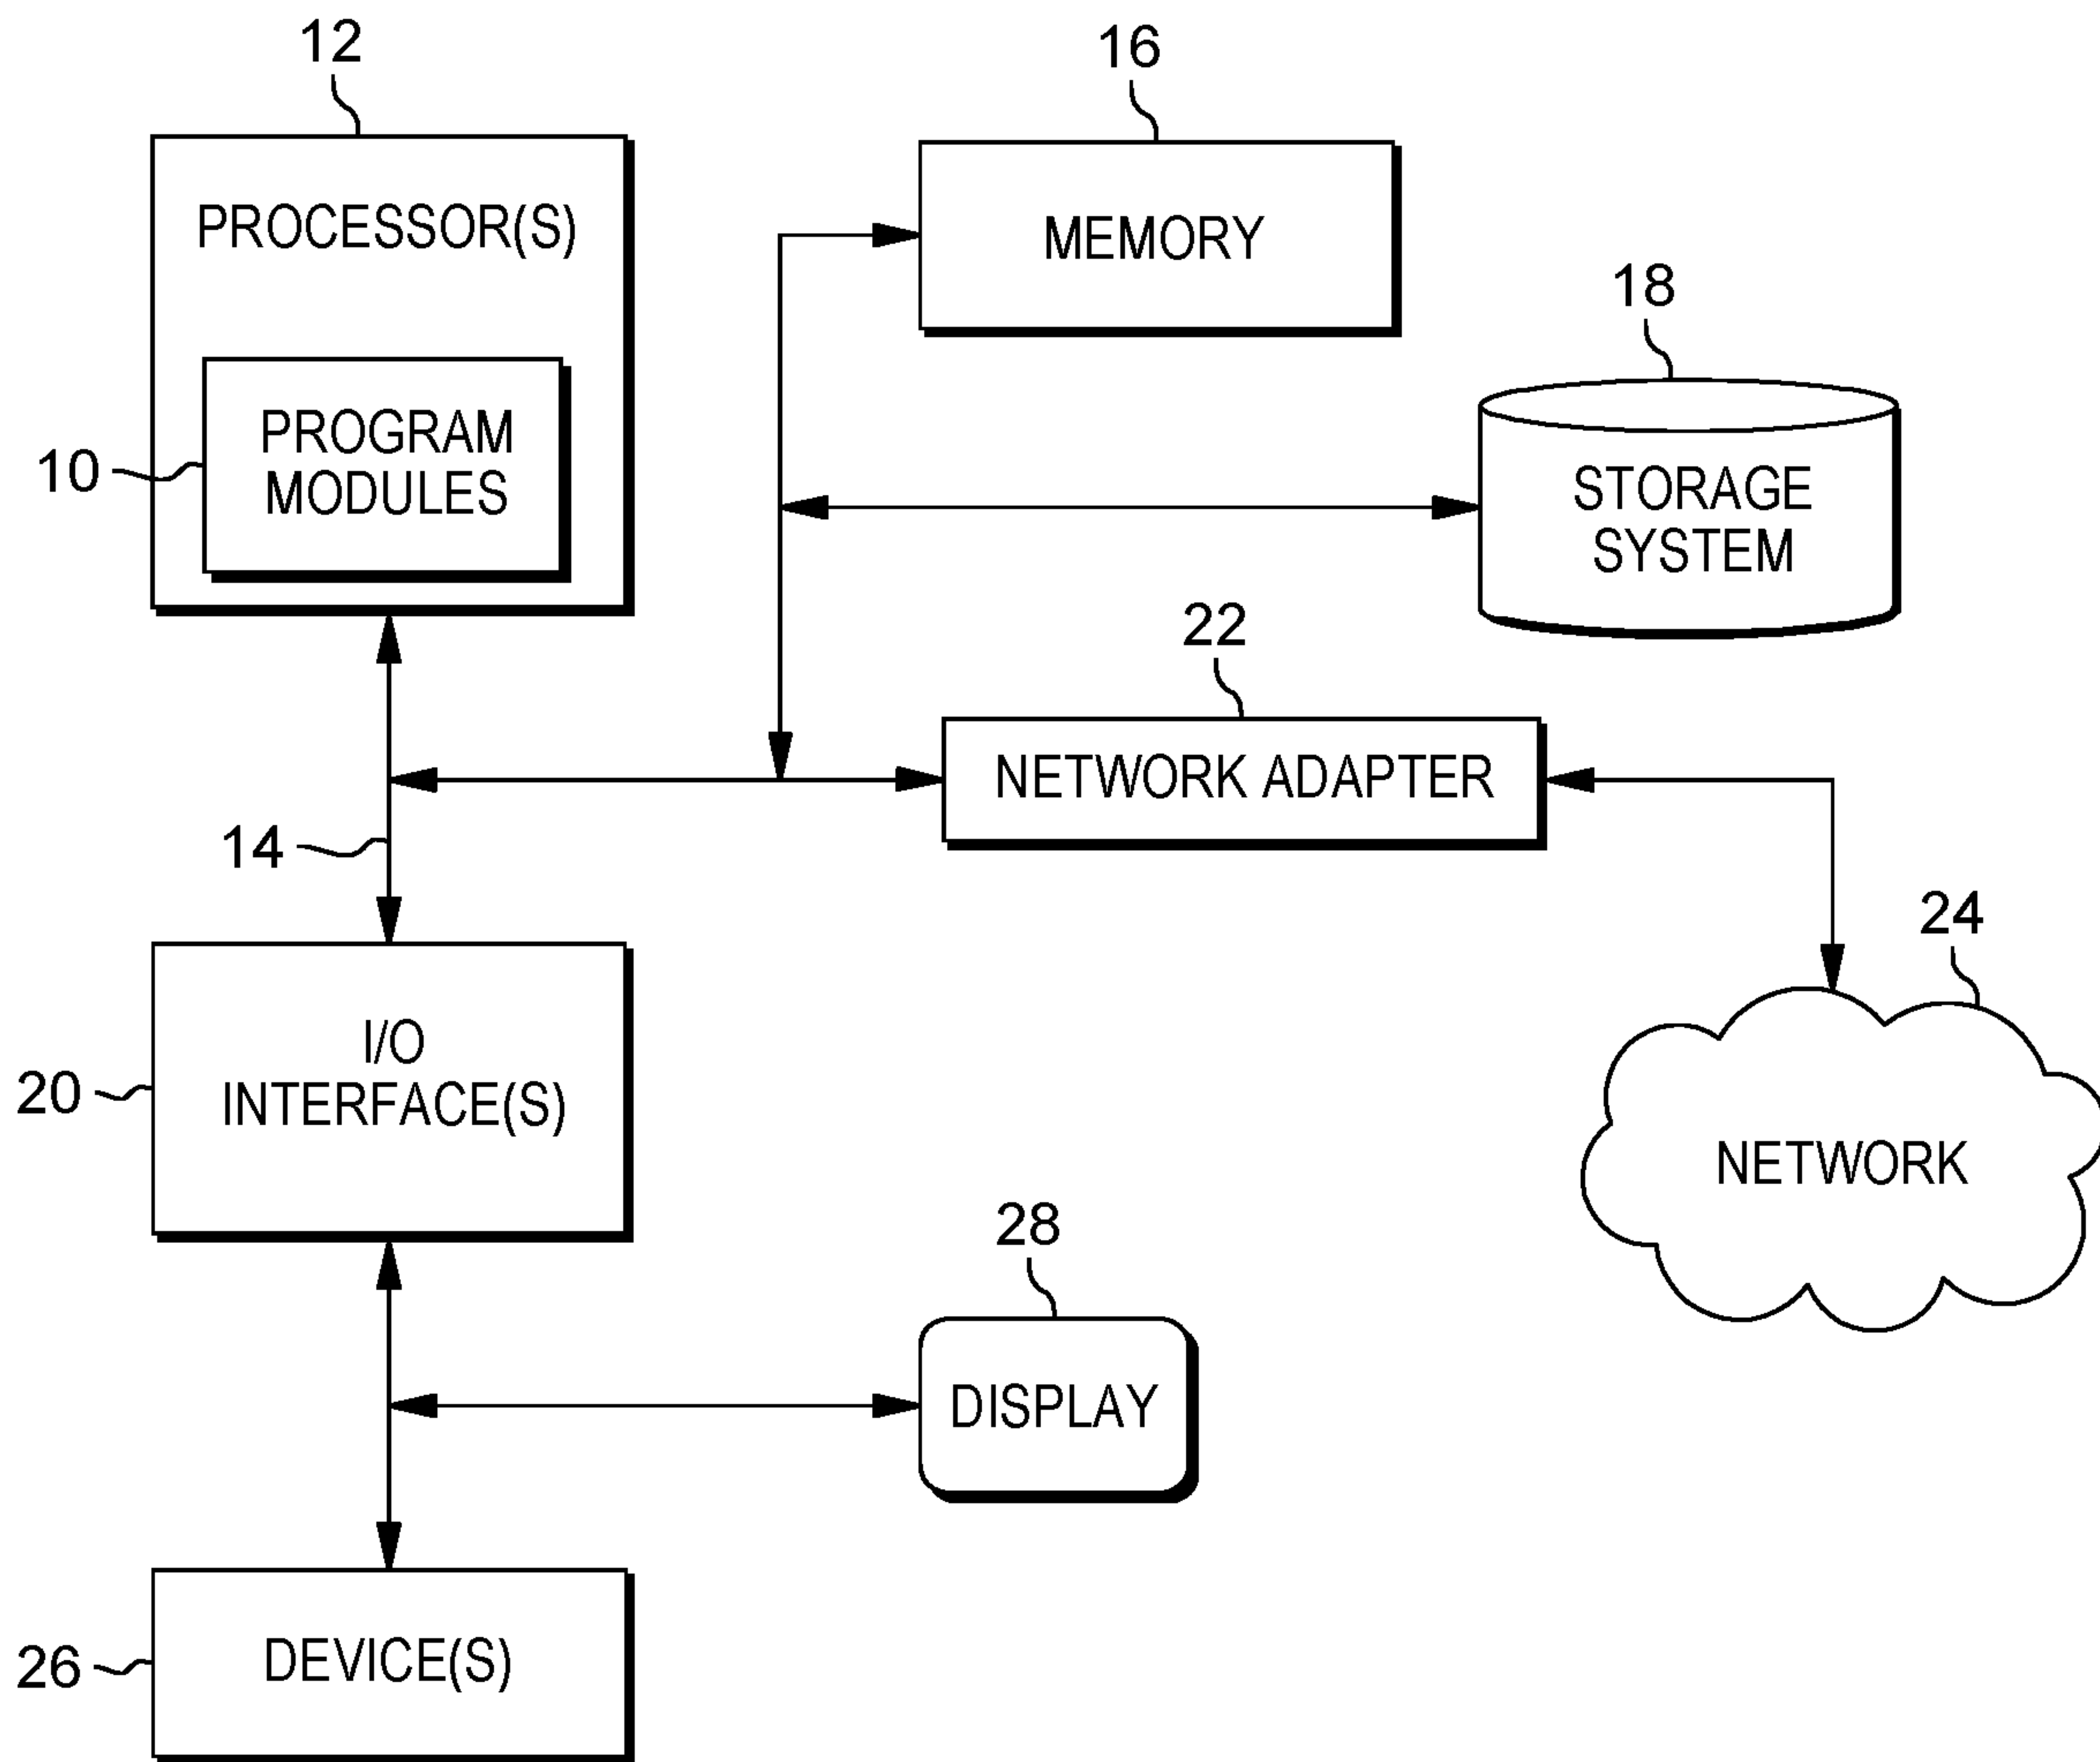 12
PROCESSOR(S)
10
PROGRAM
MODULES
16
MEMORY
18
STORAGE
SYSTEM
22
NETWORK ADAPTER
14
24
NETWORK
20
I/O
INTERFACE(S)
28
DISPLAY
26
DEVICE(S)